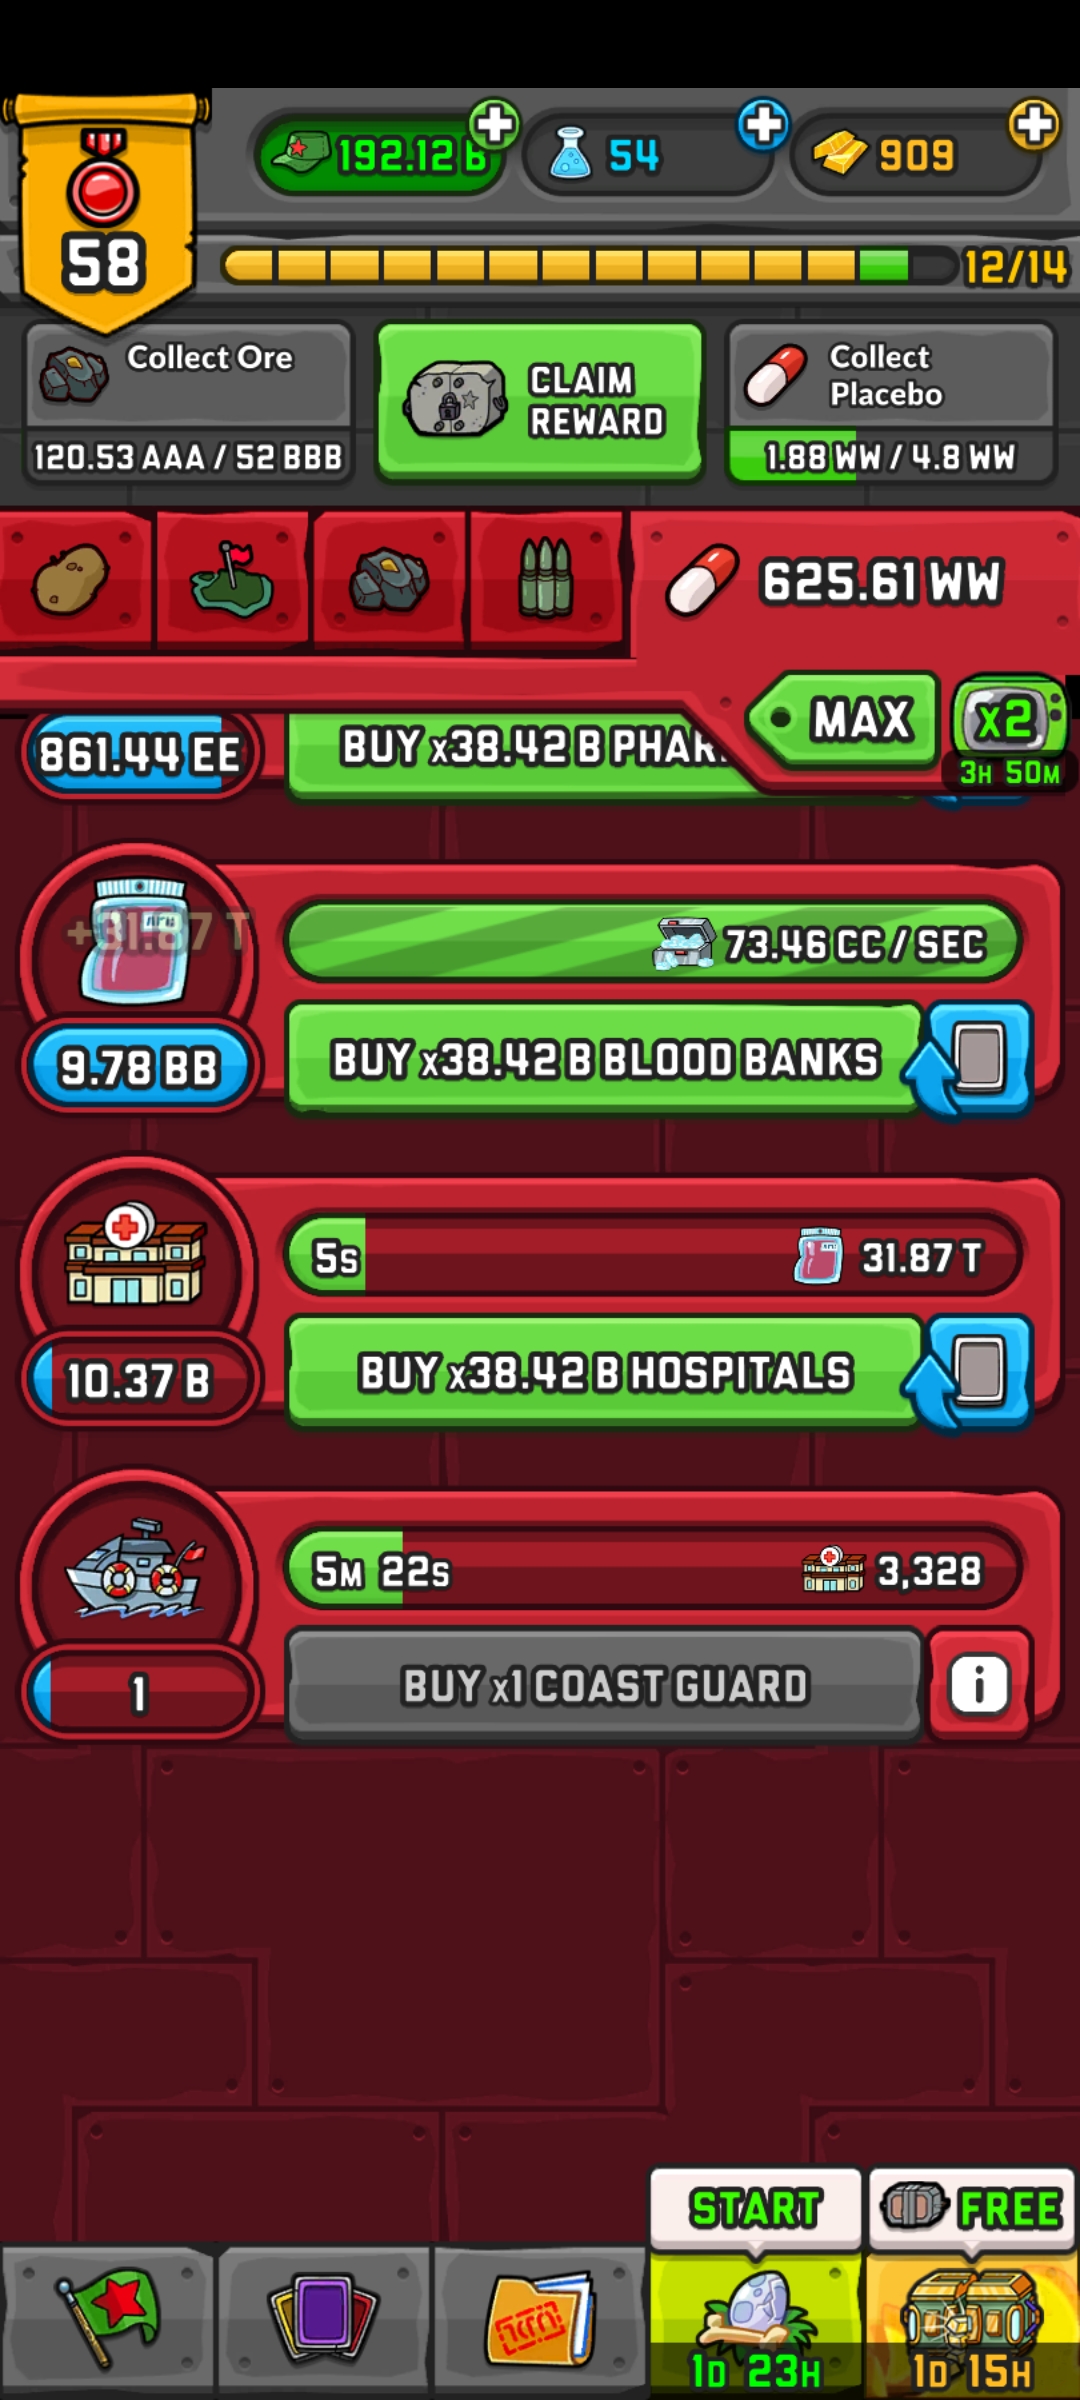 58
192.12 B
54
909
12/14
Collect Ore
120.53 AAA / 52 BBB
CLAIM
REWARD
Collect
Placebo
1.88 WW / 4.8 WW
625.61 WW
MAX
x2
3H 50M
861.44 EE
BUY x38.42 B PHAR
+31.87 T
73.46 CC / SEC
9.78 BB
BUY x38.42 B BLOOD BANKS
5S
31.87 T
10.37 B
BUY x38.42 B HOSPITALS
5M 22S
3,328
1
BUY x1 COAST GUARD
i
START
FREE
1D 23H
1D 15H